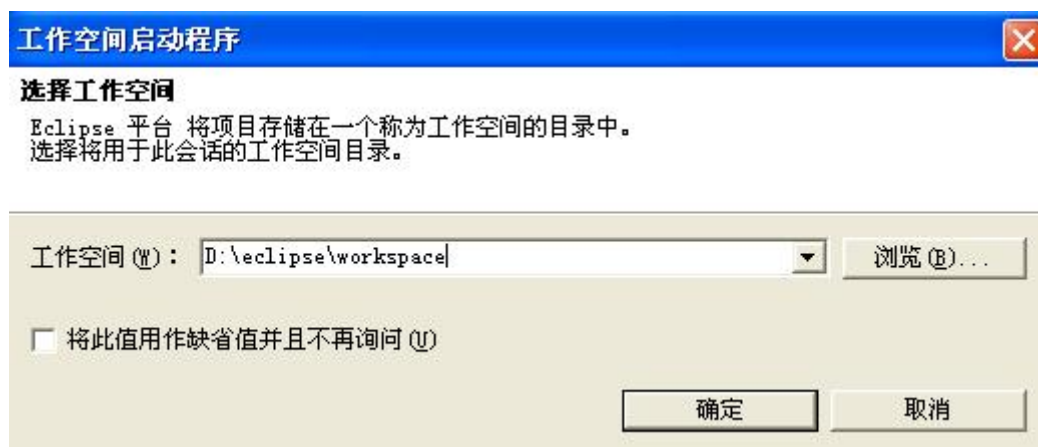 工作空间启动程序
选择工作空间
Eclipse 平台 将项目存储在一个称为工作空间的目录中。
选择将用于此会话的工作空间目录。
工作空间(W)： D:\eclipse\workspace 浏览(B)...
将此值用作缺省值并且不再询问(U)
确定 取消